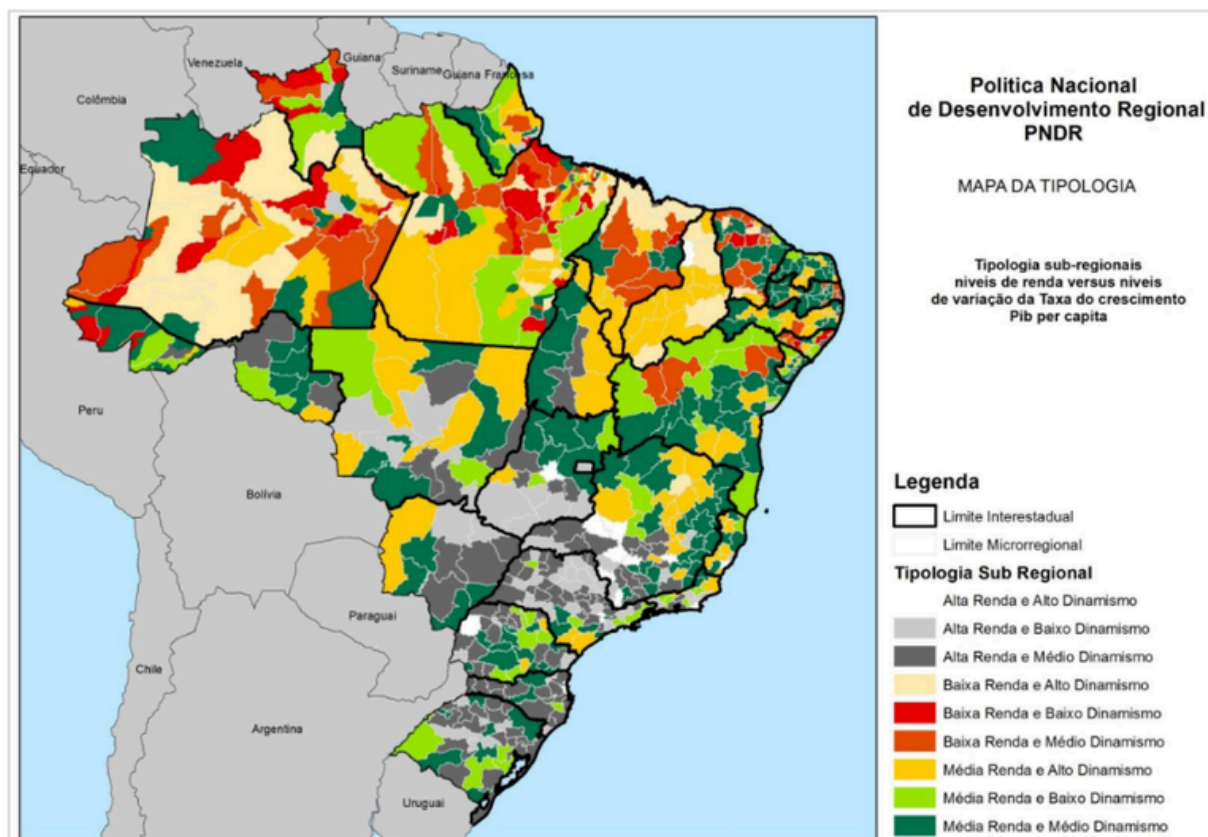 Venezuela
Guiana
Suriname
Guiana Francesa
Colômbia
Equador
Peru
Bolívia
Paraguai
Chile
Argentina
Uruguai
Politica Nacional
de Desenvolvimento Regional
PNDR
MAPA DA TIPOLOGIA
Tipologia sub-regionais
niveis de renda versus niveis
de variação da Taxa do crescimento
Pib per capita
Legenda
Limite Interestadual
Limite Microrregional
Tipologia Sub Regional
Alta Renda e Alto Dinamismo
Alta Renda e Baixo Dinamismo
Alta Renda e Médio Dinamismo
Baixa Renda e Alto Dinamismo
Baixa Renda e Baixo Dinamismo
Baixa Renda e Médio Dinamismo
Média Renda e Alto Dinamismo
Média Renda e Baixo Dinamismo
Média Renda e Médio Dinamismo